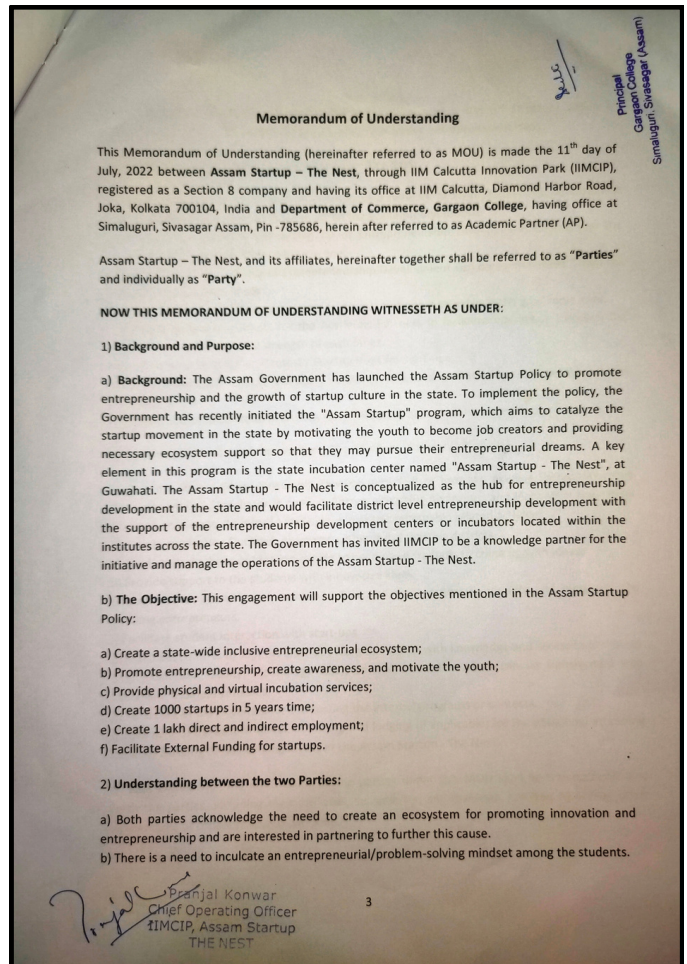 Principal
Gargaon College
Simaluguri, Sivasagar (Assam)
Memorandum of Understanding
This Memorandum of Understanding (hereinafter referred to as MOU) is made the 11th day of
July, 2022 between Assam Startup – The Nest, through IIM Calcutta Innovation Park (IIMCIP),
registered as a Section 8 company and having its office at IIM Calcutta, Diamond Harbor Road,
Joka, Kolkata 700104, India and Department of Commerce, Gargaon College, having office at
Simaluguri, Sivasagar Assam, Pin -785686, herein after referred to as Academic Partner (AP).
Assam Startup – The Nest, and its affiliates, hereinafter together shall be referred to as “Parties”
and individually as “Party”.
NOW THIS MEMORANDUM OF UNDERSTANDING WITNESSETH AS UNDER:
1) Background and Purpose:
a) Background: The Assam Government has launched the Assam Startup Policy to promote
entrepreneurship and the growth of startup culture in the state. To implement the policy, the
Government has recently initiated the "Assam Startup" program, which aims to catalyze the
startup movement in the state by motivating the youth to become job creators and providing
necessary ecosystem support so that they may pursue their entrepreneurial dreams. A key
element in this program is the state incubation center named "Assam Startup - The Nest", at
Guwahati. The Assam Startup - The Nest is conceptualized as the hub for entrepreneurship
development in the state and would facilitate district level entrepreneurship development with
the support of the entrepreneurship development centers or incubators located within the
institutes across the state. The Government has invited IIMCIP to be a knowledge partner for the
initiative and manage the operations of the Assam Startup - The Nest.
b) The Objective: This engagement will support the objectives mentioned in the Assam Startup
Policy:
a) Create a state-wide inclusive entrepreneurial ecosystem;
b) Promote entrepreneurship, create awareness, and motivate the youth;
c) Provide physical and virtual incubation services;
d) Create 1000 startups in 5 years time;
e) Create 1 lakh direct and indirect employment;
f) Facilitate External Funding for startups.
2) Understanding between the two Parties:
a) Both parties acknowledge the need to create an ecosystem for promoting innovation and
entrepreneurship and are interested in partnering to further this cause.
b) There is a need to inculcate an entrepreneurial/problem-solving mindset among the students.
Pranjal Konwar
Chief Operating Officer
IIMCIP, Assam Startup
THE NEST
3